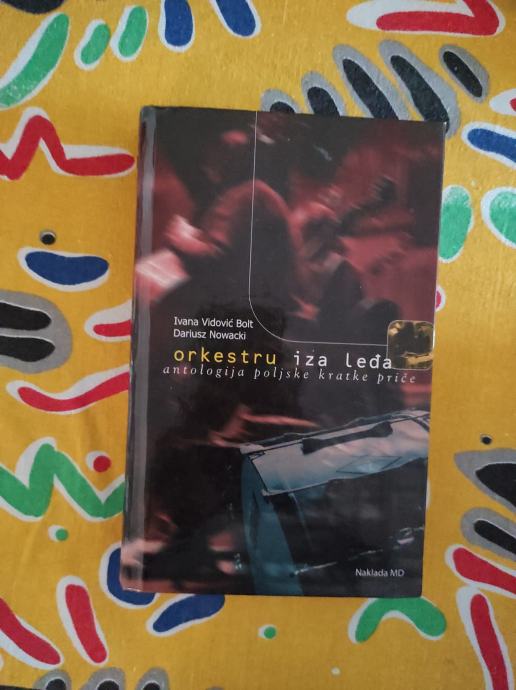 Ivana Vidović Bolt
Dariusz Nowacki
orkestru iza leđa
antologija poljske kratke priče
Naklada MD